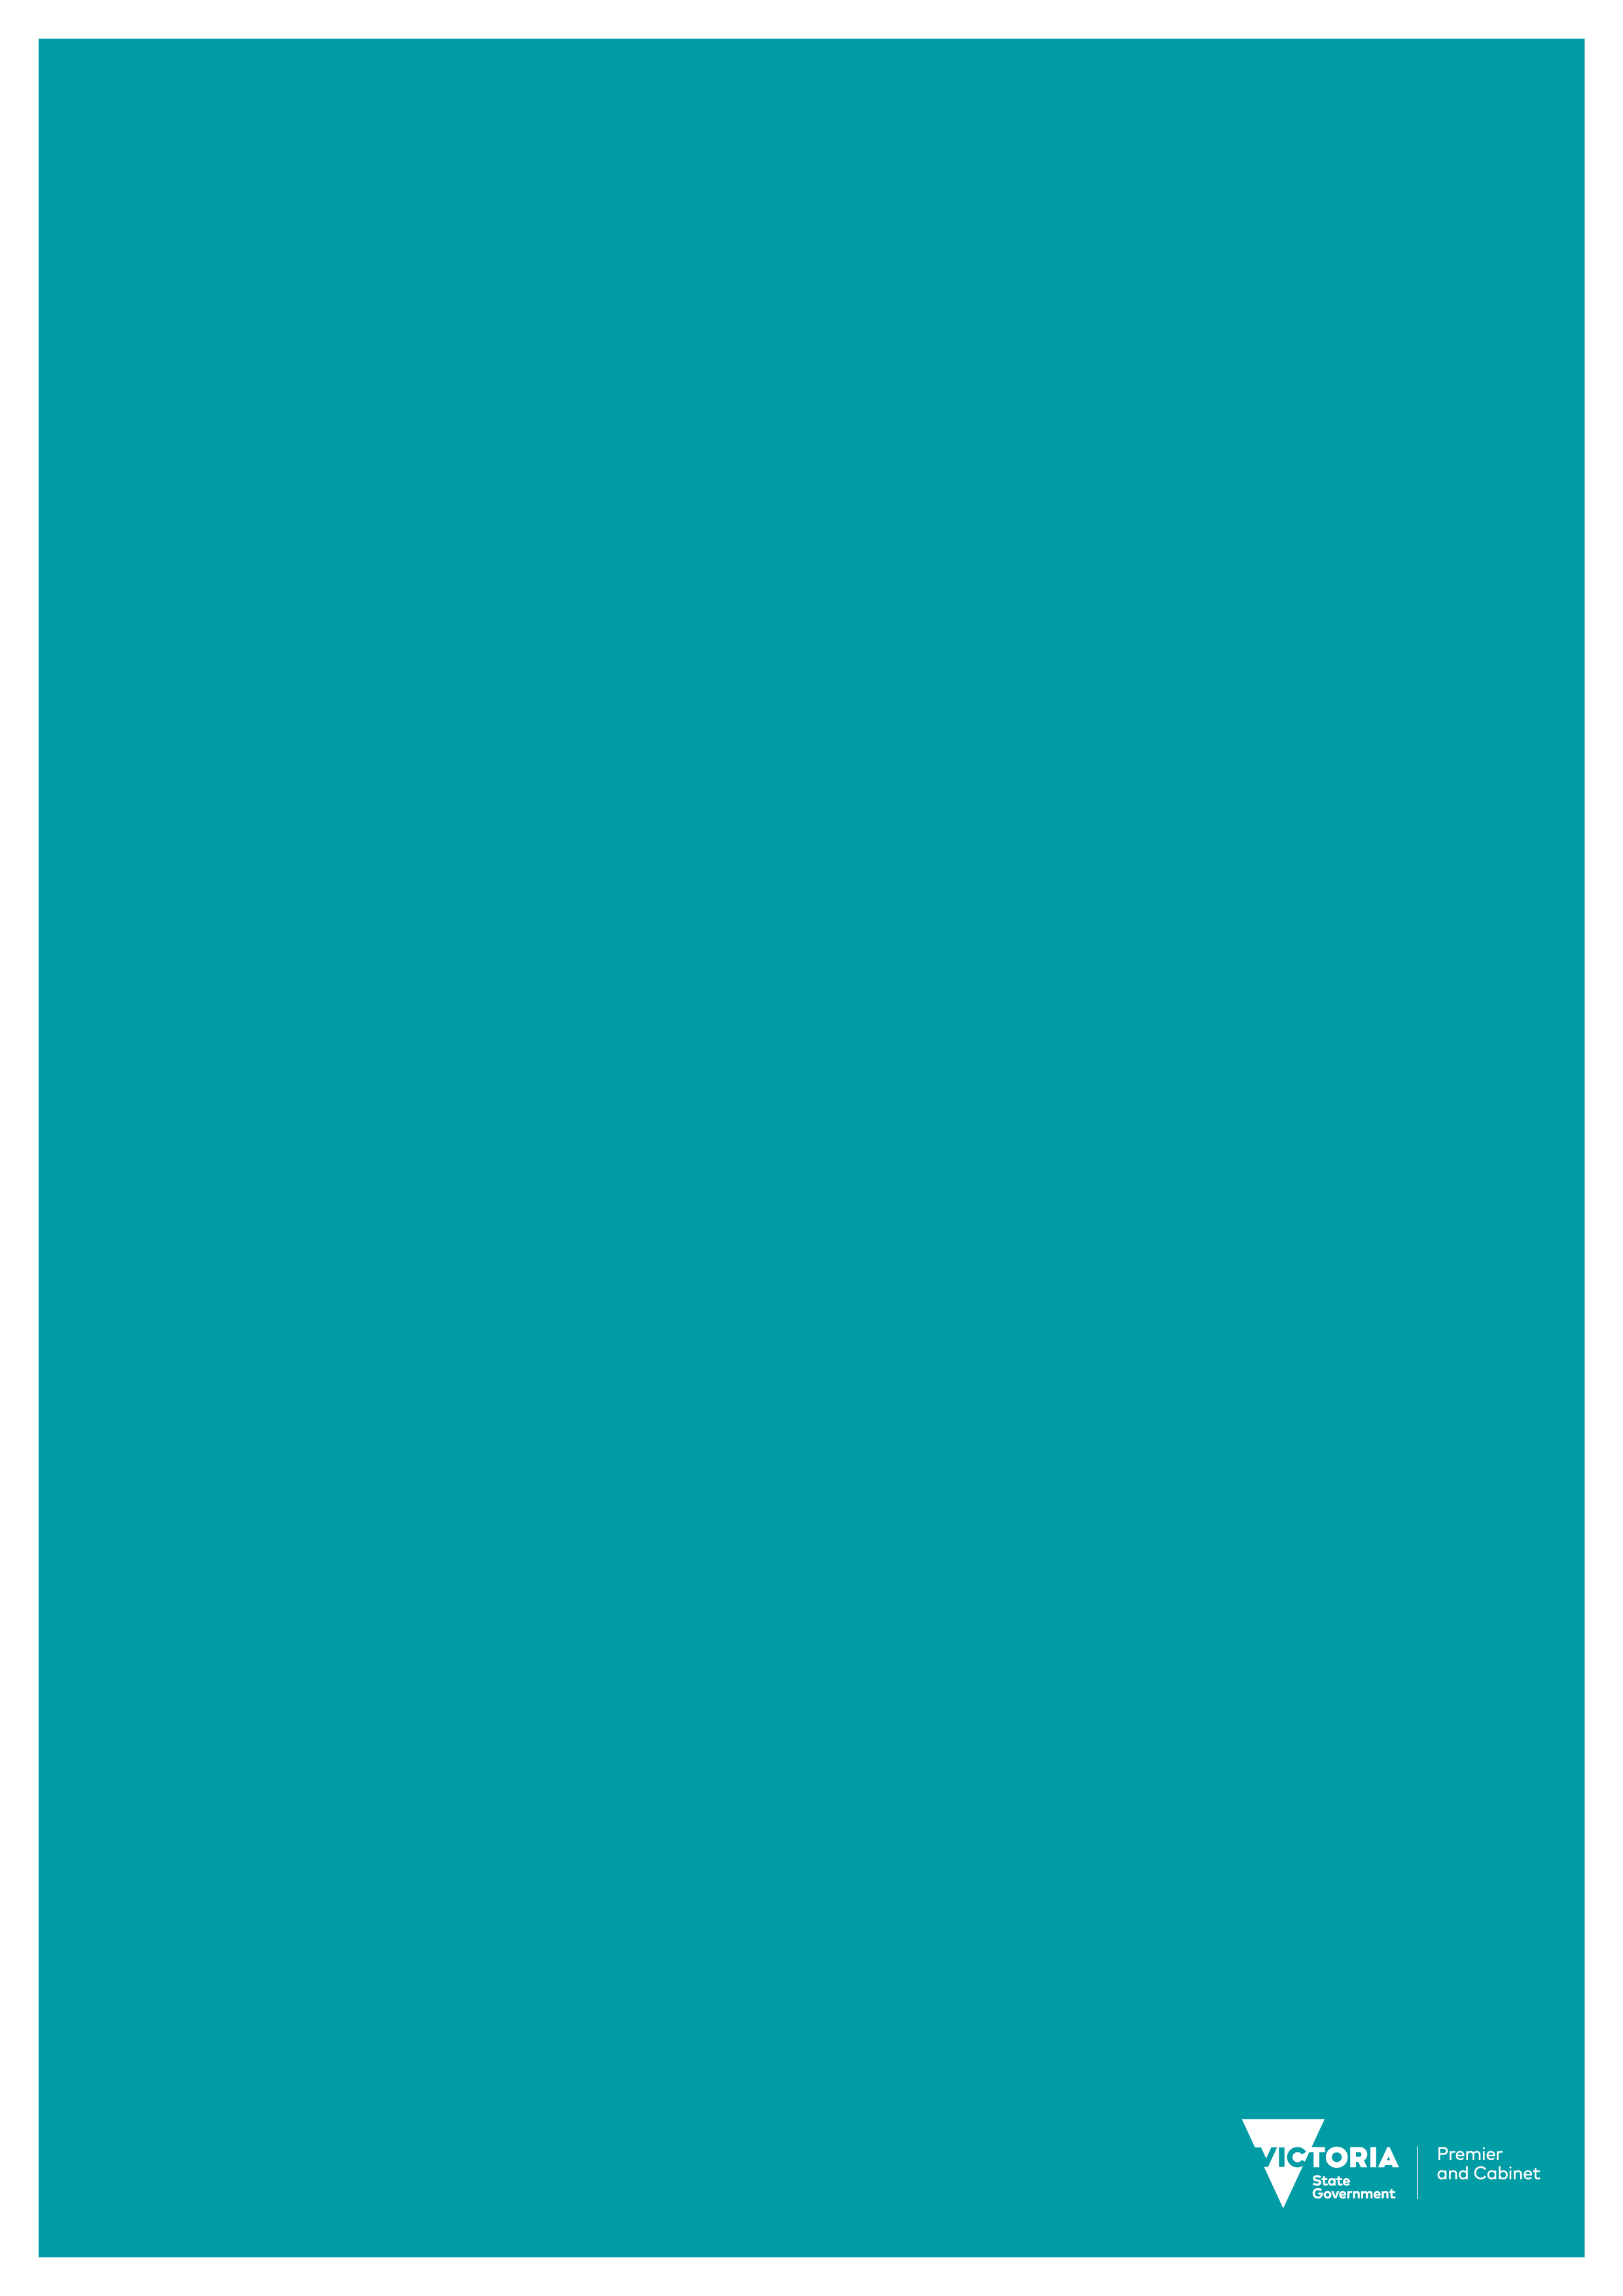 VICTORIA
State
Government
Premier
and Cabinet